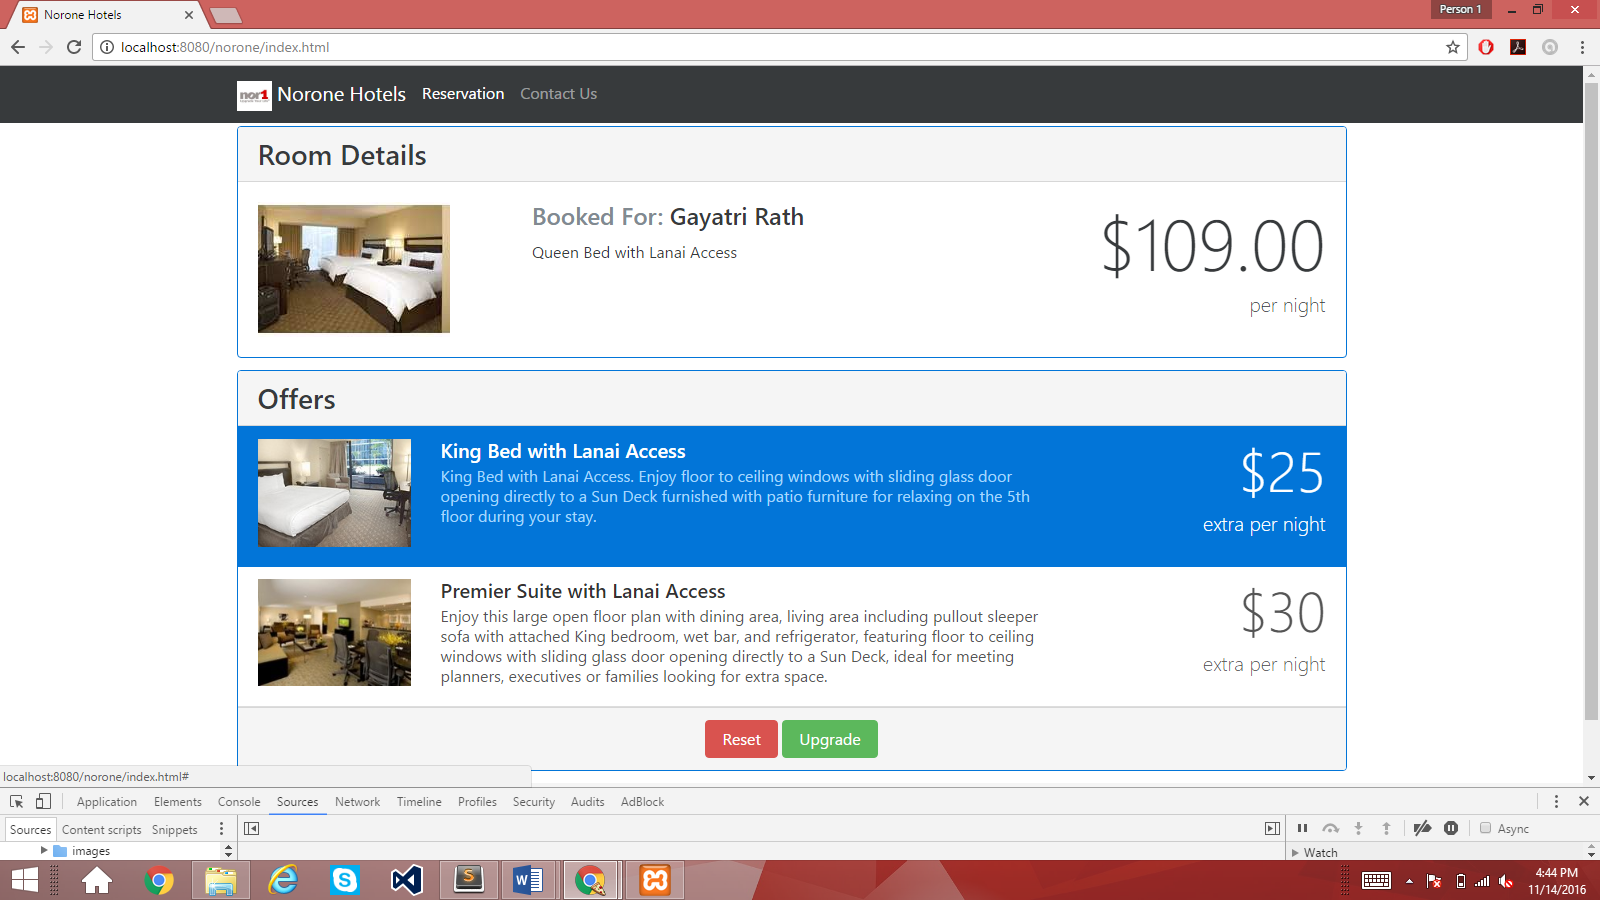 Norone Hotels
Person 1
localhost:8080/norone/index.html
nor1 Norone Hotels Reservation Contact Us
Room Details
Booked For: Gayatri Rath
Queen Bed with Lanai Access
$109.00
per night
Offers
King Bed with Lanai Access
King Bed with Lanai Access. Enjoy floor to ceiling windows with sliding glass door
opening directly to a Sun Deck furnished with patio furniture for relaxing on the 5th
floor during your stay.
$25
extra per night
Premier Suite with Lanai Access
Enjoy this large open floor plan with dining area, living area including pullout sleeper
sofa with attached King bedroom, wet bar, and refrigerator, featuring floor to ceiling
windows with sliding glass door opening directly to a Sun Deck, ideal for meeting
planners, executives or families looking for extra space.
$30
extra per night
Reset Upgrade
localhost:8080/norone/index.html#
Application Elements Console Sources Network Timeline Profiles Security Audits AdBlock
Sources Content scripts Snippets
Async
images
Watch
4:44 PM
11/14/2016